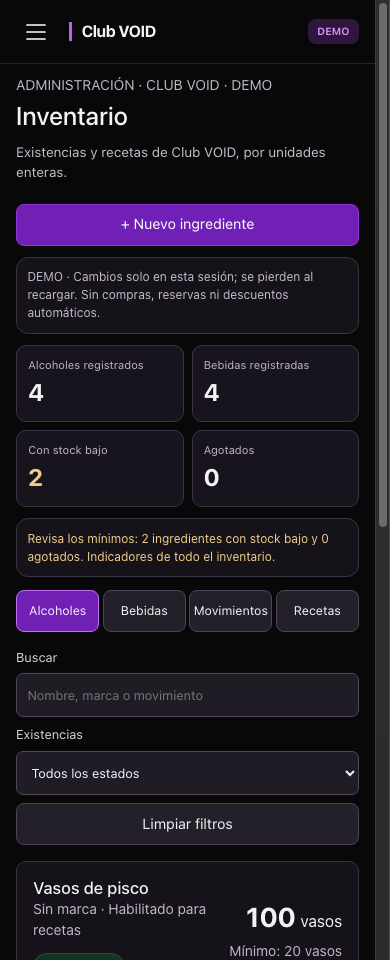 Club VOID
DEMO
ADMINISTRACIÓN · CLUB VOID · DEMO
Inventario
Existencias y recetas de Club VOID, por unidades
enteras.
+ Nuevo ingrediente
DEMO · Cambios solo en esta sesión; se pierden al
recargar. Sin compras, reservas ni descuentos
automáticos.
Alcoholes registrados
4
Bebidas registradas
4
Con stock bajo
2
Agotados
0
Revisa los mínimos: 2 ingredientes con stock bajo y 0
agotados. Indicadores de todo el inventario.
Alcoholes
Bebidas
Movimientos
Recetas
Buscar
Nombre, marca o movimiento
Existencias
Todos los estados
Limpiar filtros
Vasos de pisco
Sin marca · Habilitado para
recetas
100 vasos
Mínimo: 20 vasos